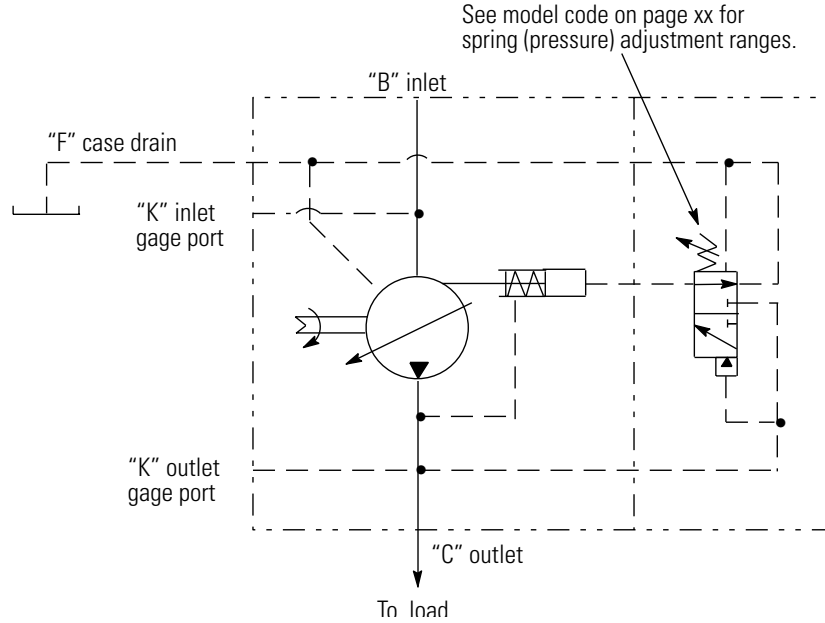 See model code on page xx for
spring (pressure) adjustment ranges.
“B” inlet
“F” case drain
“K” inlet
gage port
“K” outlet
gage port
“C” outlet
To load